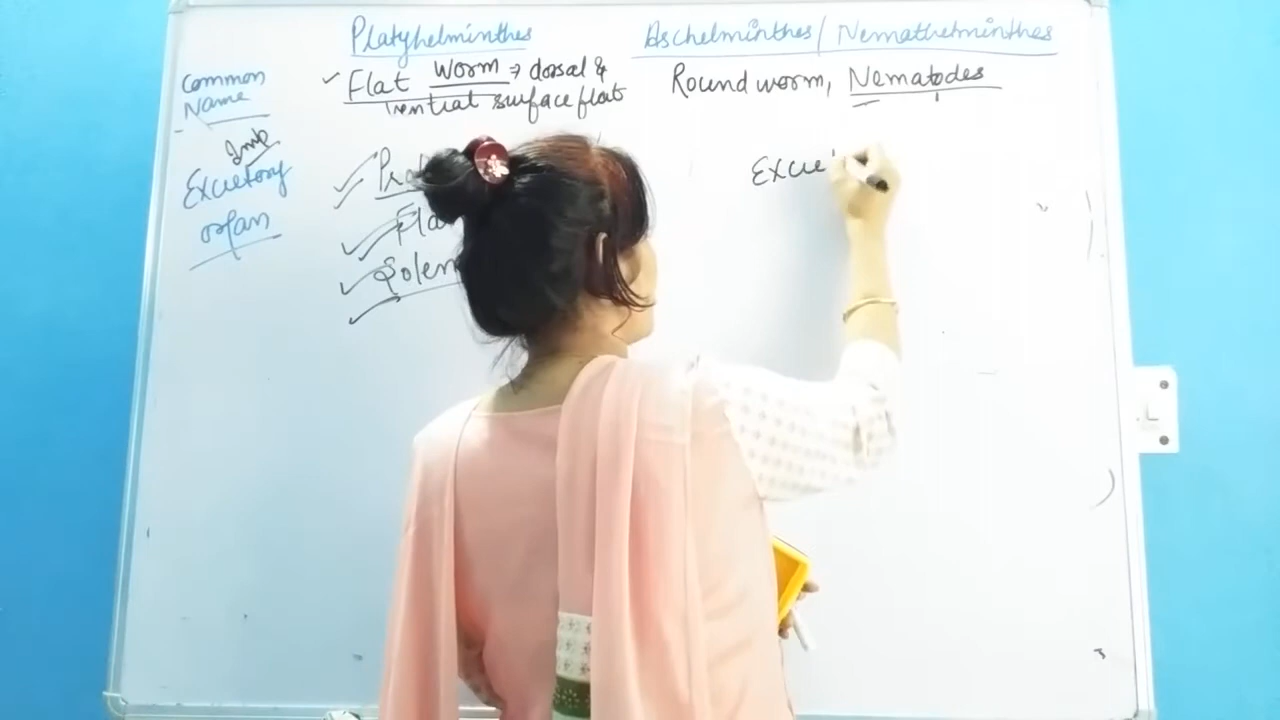 Platyhelminthes
Aschelminthes / Nemathelminthes
Common
Name
Flat worm ⇒ dorsal &
ventral surface flat
Round worm, Nematodes
Imp
Excretory
organ
Pro
Fla
Solen
Excre